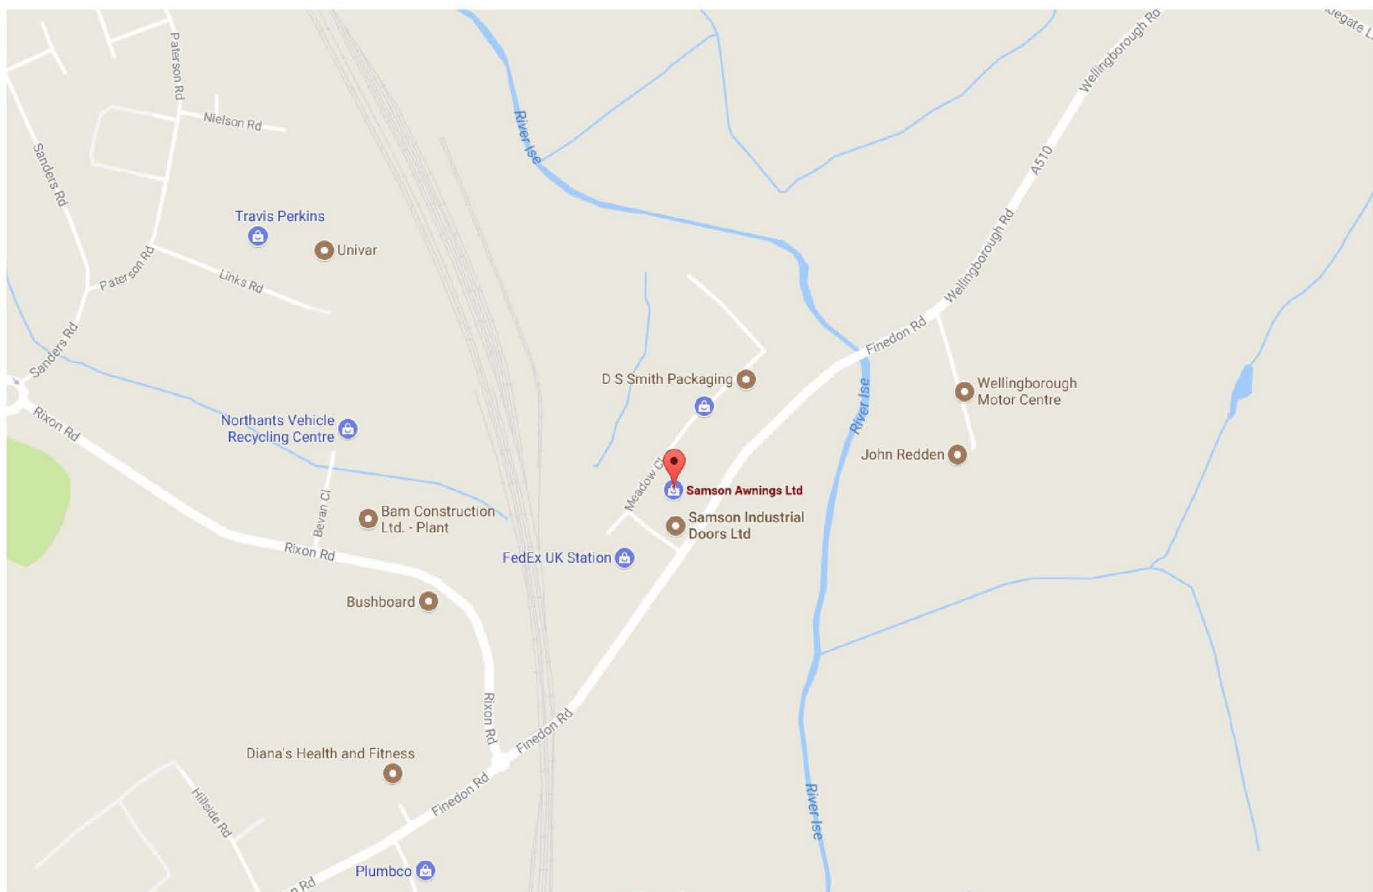 Wellingborough Rd
Paterson Rd
River Ise
Nielson Rd
A510
Sanders Rd
Travis Perkins
Univar
Wellingborough Rd
Paterson Rd
Links Rd
Sanders Rd
Finedon Rd
D S Smith Packaging
Wellingborough
Motor Centre
River Ise
Rixon Rd
Northants Vehicle
Recycling Centre
John Redden
Meadow Cl
Samson Awnings Ltd
Bevan Cl
Bam Construction
Ltd. - Plant
Samson Industrial
Doors Ltd
Rixon Rd
FedEx UK Station
Bushboard
Rixon Rd
Finedon Rd
Diana's Health and Fitness
Finedon Rd
Hillside Rd
River Ise
Plumbco
Rd